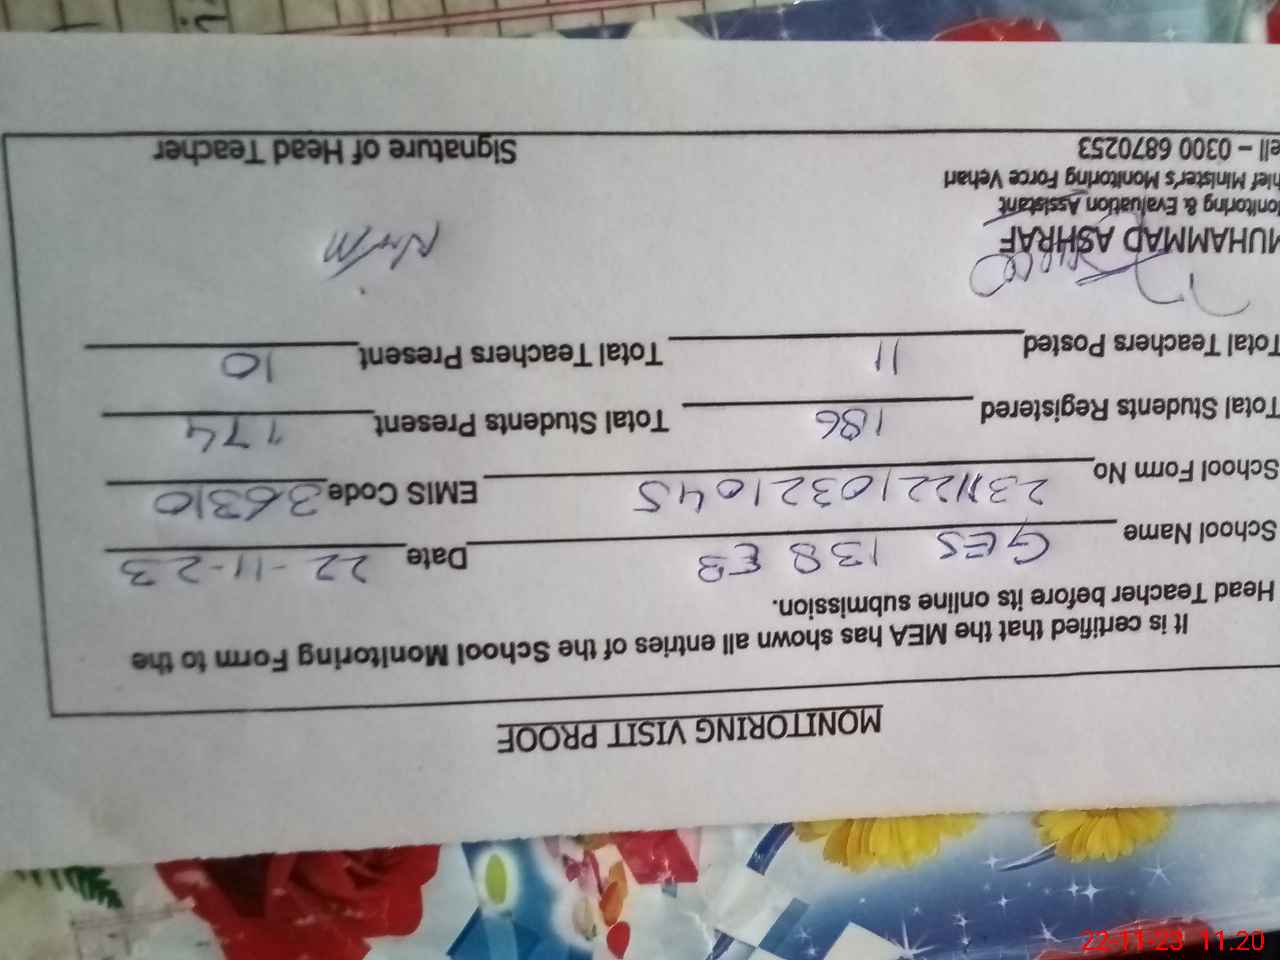 MONITORING VISIT PROOF
It is certified that the MEA has shown all entries of the School Monitoring Form to the
Head Teacher before its online submission.
School Name GES 138 EB Date 22-11-23
School Form No EMIS Code 36310
Total Students Registered 186 Total Students Present 174
Total Teachers Posted 11 Total Teachers Present 10
MUHAMMAD ASHRAF
Monitoring & Evaluation Assistant
hief Minister's Monitoring Force Vehari
ell – 0300 6870253 Signature of Head Teacher
22-11-23 11.20